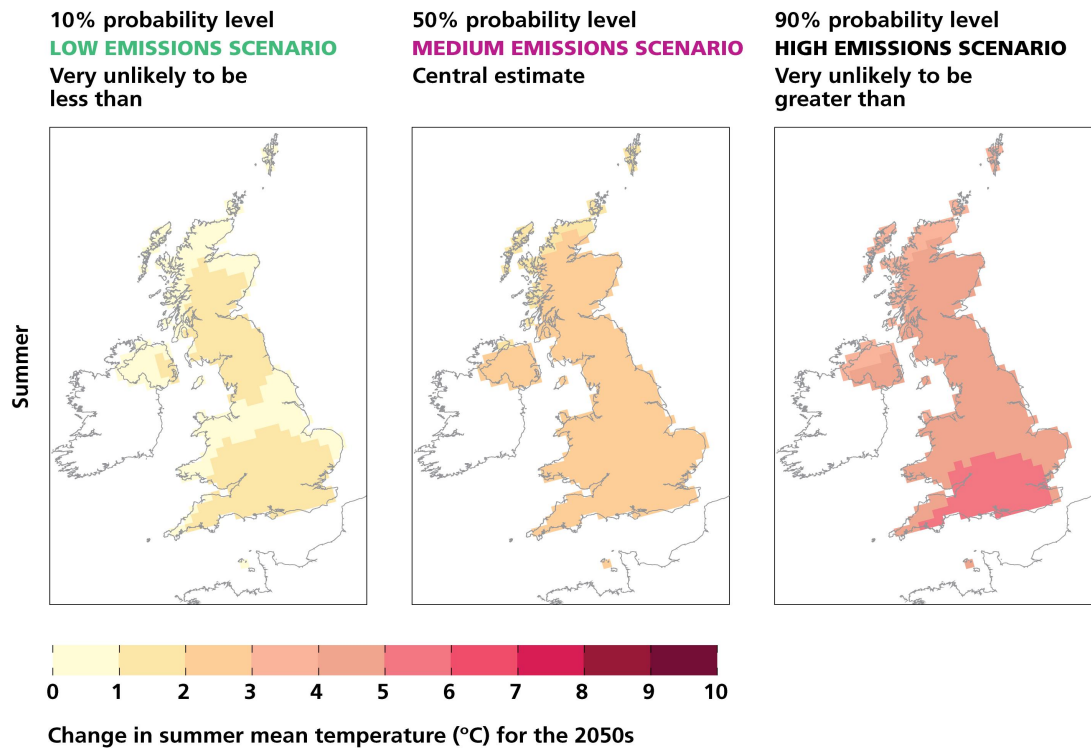 10% probability level
LOW EMISSIONS SCENARIO
Very unlikely to be
less than
50% probability level
MEDIUM EMISSIONS SCENARIO
Central estimate
90% probability level
HIGH EMISSIONS SCENARIO
Very unlikely to be
greater than
Summer
0 1 2 3 4 5 6 7 8 9 10
Change in summer mean temperature (ºC) for the 2050s